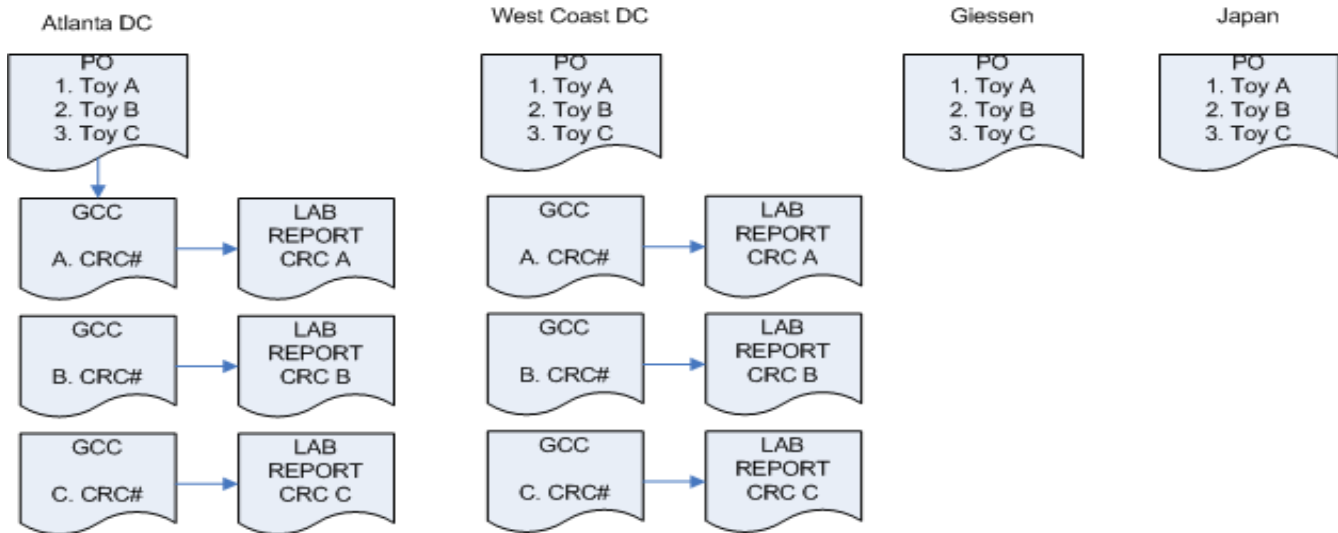 Atlanta DC
West Coast DC
Giessen
Japan
PO
1. Toy A
2. Toy B
3. Toy C
PO
1. Toy A
2. Toy B
3. Toy C
PO
1. Toy A
2. Toy B
3. Toy C
PO
1. Toy A
2. Toy B
3. Toy C
GCC
A. CRC#
LAB
REPORT
CRC A
GCC
A. CRC#
LAB
REPORT
CRC A
GCC
B. CRC#
LAB
REPORT
CRC B
GCC
B. CRC#
LAB
REPORT
CRC B
GCC
C. CRC#
LAB
REPORT
CRC C
GCC
C. CRC#
LAB
REPORT
CRC C